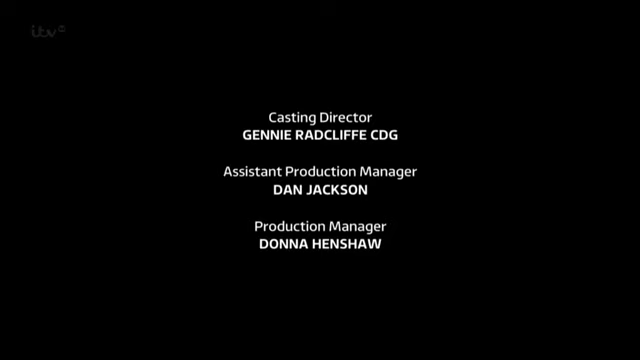 itv
Casting Director
GENNIE RADCLIFFE CDG
Assistant Production Manager
DAN JACKSON
Production Manager
DONNA HENSHAW